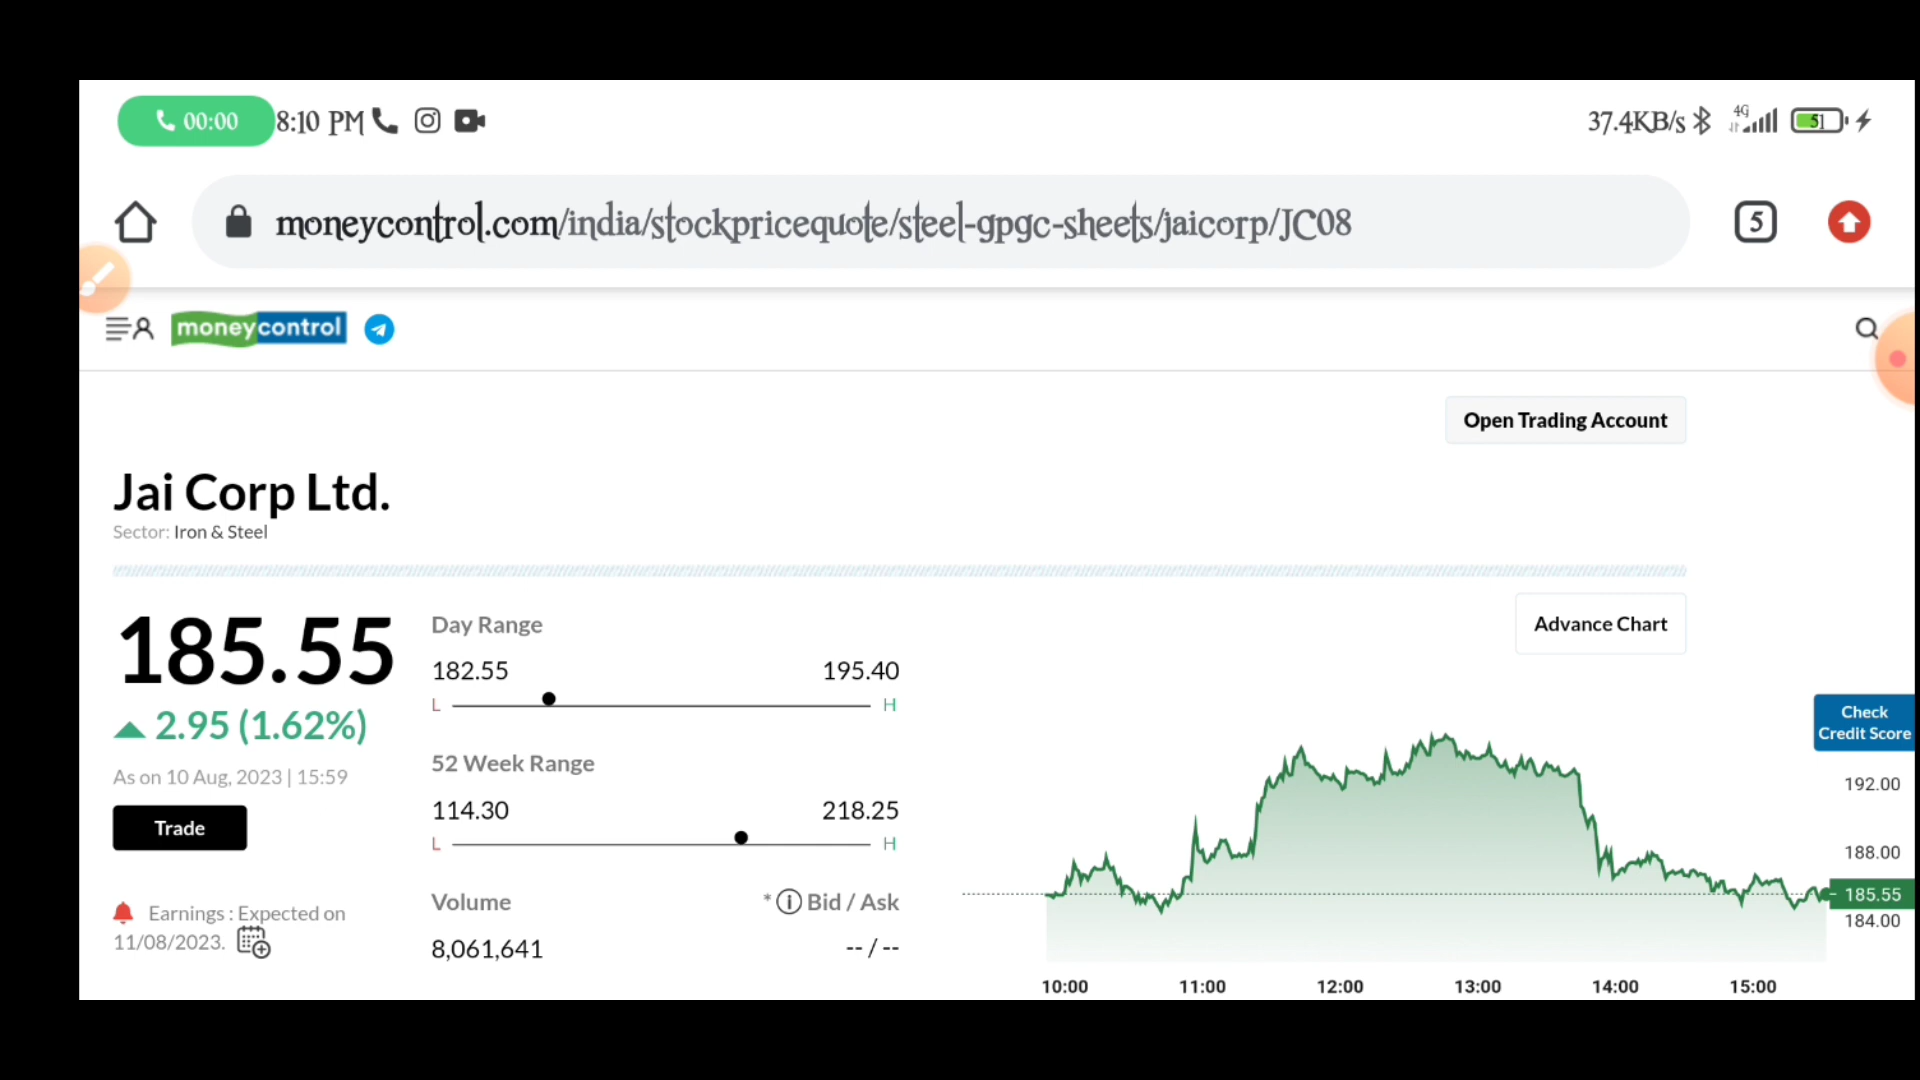 00:00 8:10 PM 37.4KB/s 4G 51
moneycontrol.com/india/stockpricequote/steel-gpgc-sheets/jaicorp/JC08 5
moneycontrol
Open Trading Account
Jai Corp Ltd.
Sector: Iron & Steel
185.55
2.95 (1.62%)
As on 10 Aug, 2023 | 15:59
Trade
Earnings : Expected on
11/08/2023.
Day Range
182.55 195.40
L H
52 Week Range
114.30 218.25
L H
Volume * i Bid / Ask
8,061,641 -- / --
Advance Chart
Check
Credit Score
192.00
188.00
185.55
184.00
10:00 11:00 12:00 13:00 14:00 15:00